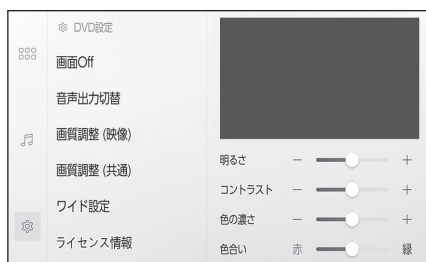 DVD設定
画面Off
音声出力切替
画質調整 (映像)
画質調整 (共通)
ワイド設定
ライセンス情報
明るさ － ＋
コントラスト － ＋
色の濃さ － ＋
色合い 赤 緑